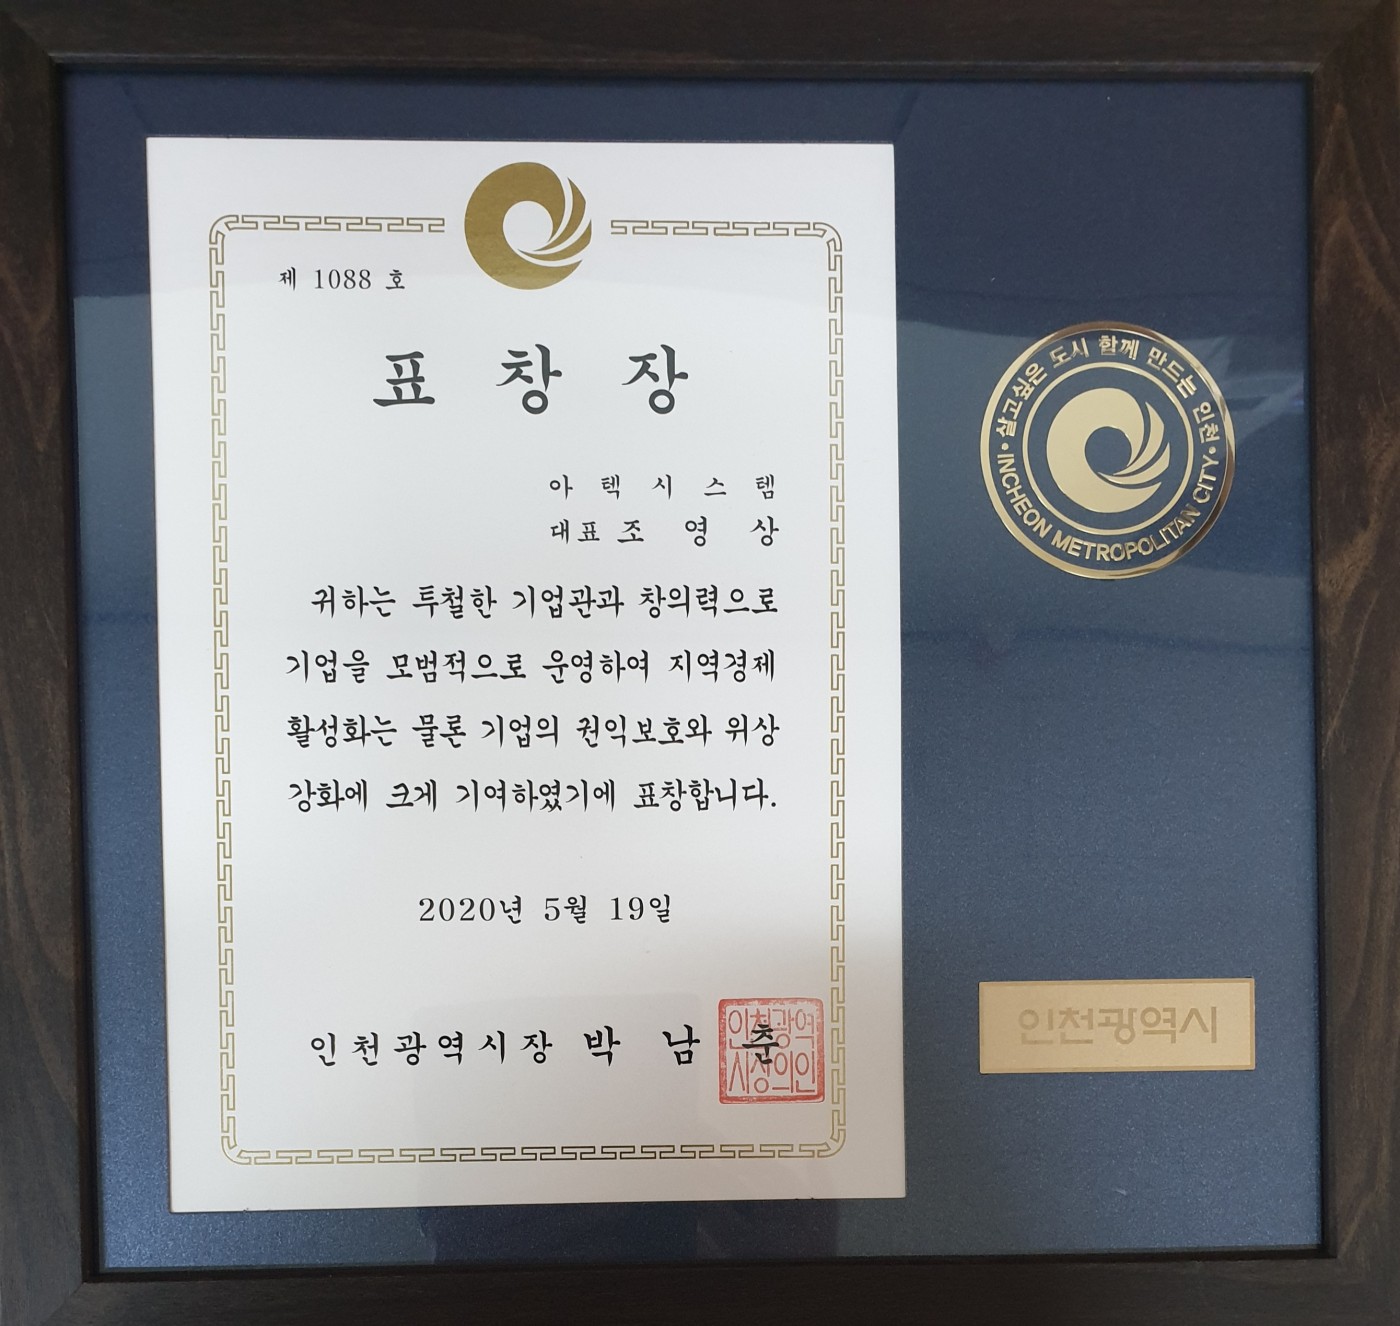 제 1088 호
표 창 장
아 텍 시 스 템
대표 조 영 상
귀하는 투철한 기업관과 창의력으로
기업을 모범적으로 운영하여 지역경제
활성화는 물론 기업의 권익보호와 위상
강화에 크게 기여하였기에 표창합니다.
2020년 5월 19일
인천광역시장 박 남 춘
인천광역
시장의인
살고싶은 도시 함께 만드는 인천
INCHEON METROPOLITAN CITY
인천광역시